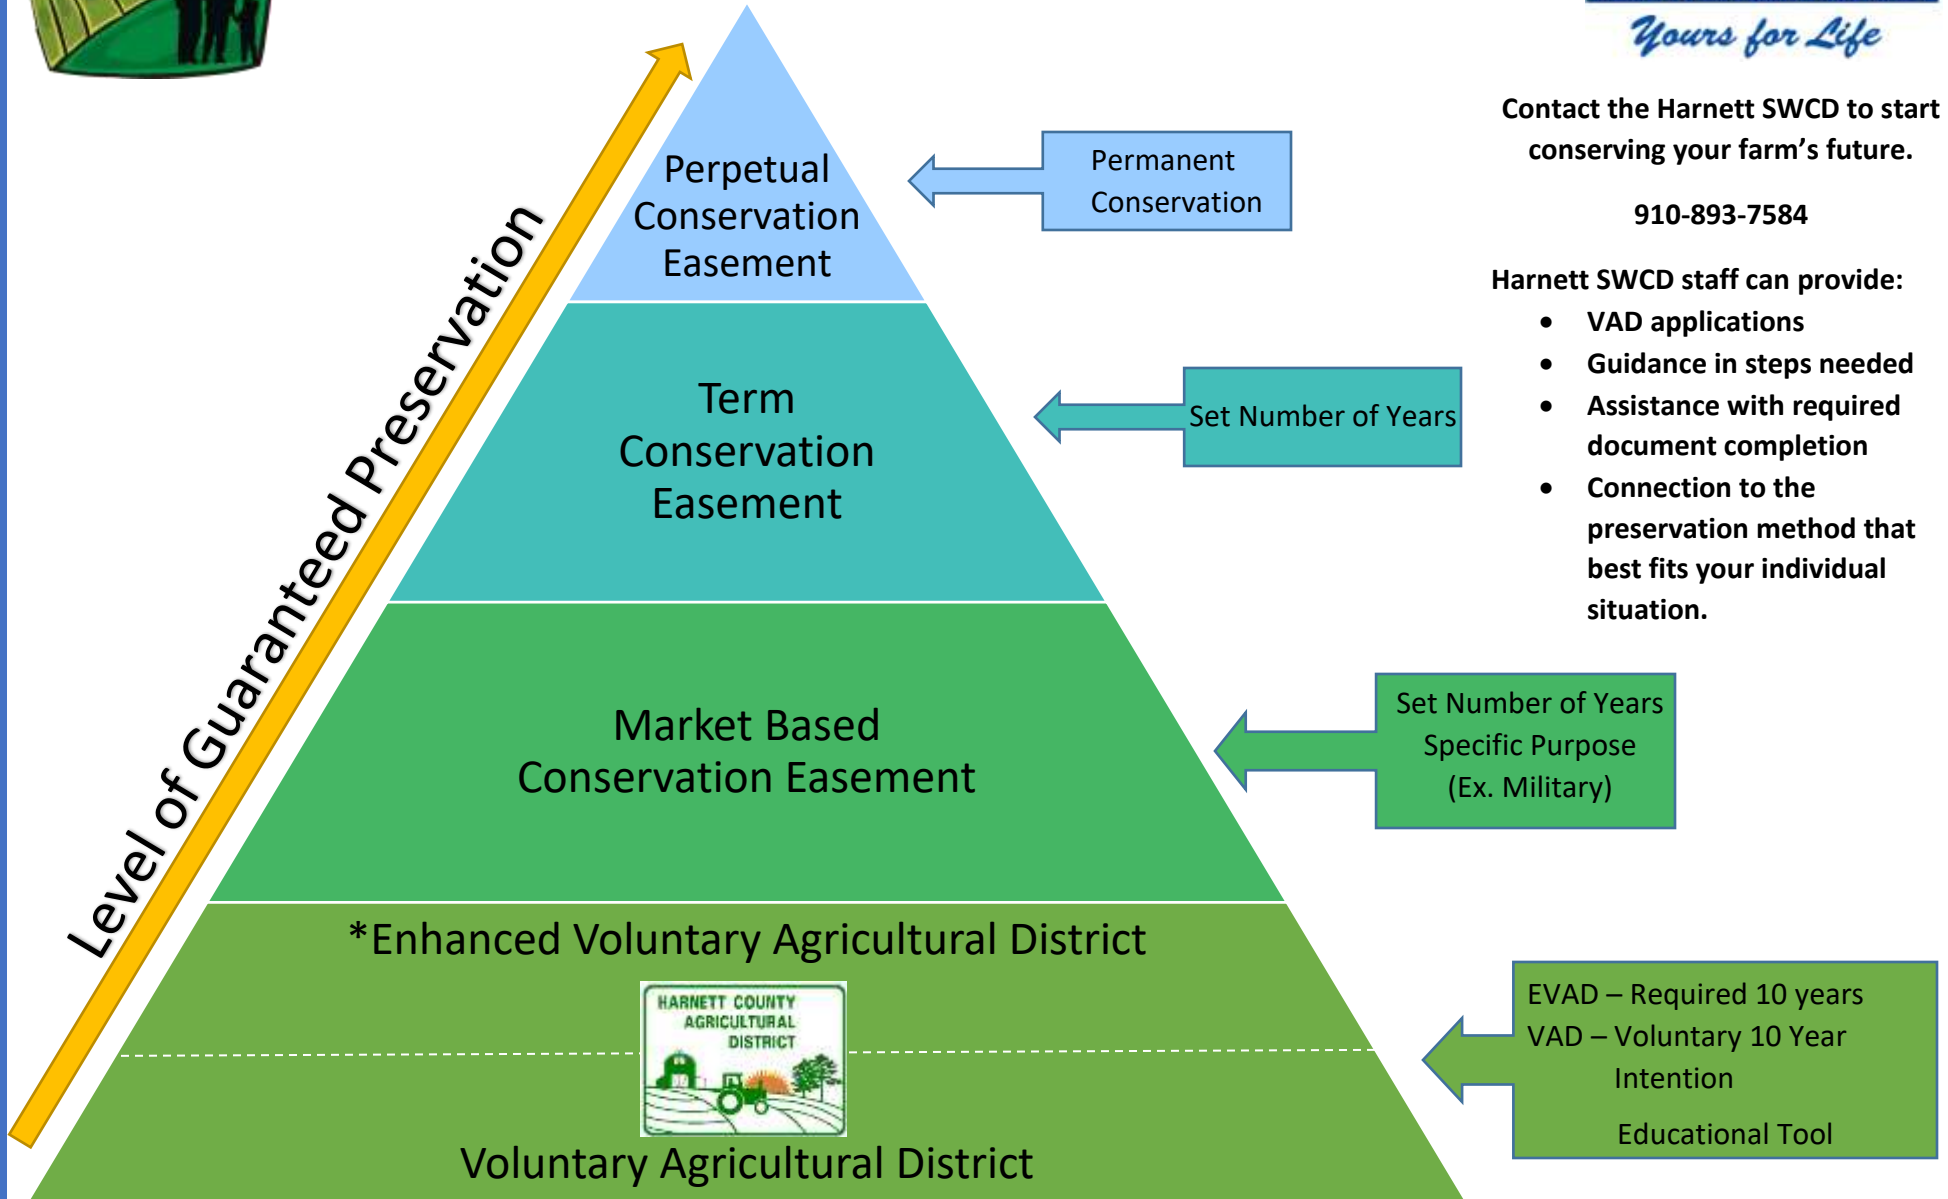 Yours for Life
Contact the Harnett SWCD to start
conserving your farm's future.
910-893-7584
Harnett SWCD staff can provide:
• VAD applications
• Guidance in steps needed
• Assistance with required
document completion
• Connection to the
preservation method that
best fits your individual
situation.
Level of Guaranteed Preservation
Perpetual
Conservation
Easement
Permanent
Conservation
Term
Conservation
Easement
Set Number of Years
Market Based
Conservation Easement
Set Number of Years
Specific Purpose
(Ex. Military)
*Enhanced Voluntary Agricultural District
HARNETT COUNTY
AGRICULTURAL
DISTRICT
Voluntary Agricultural District
EVAD – Required 10 years
VAD – Voluntary 10 Year
Intention
Educational Tool